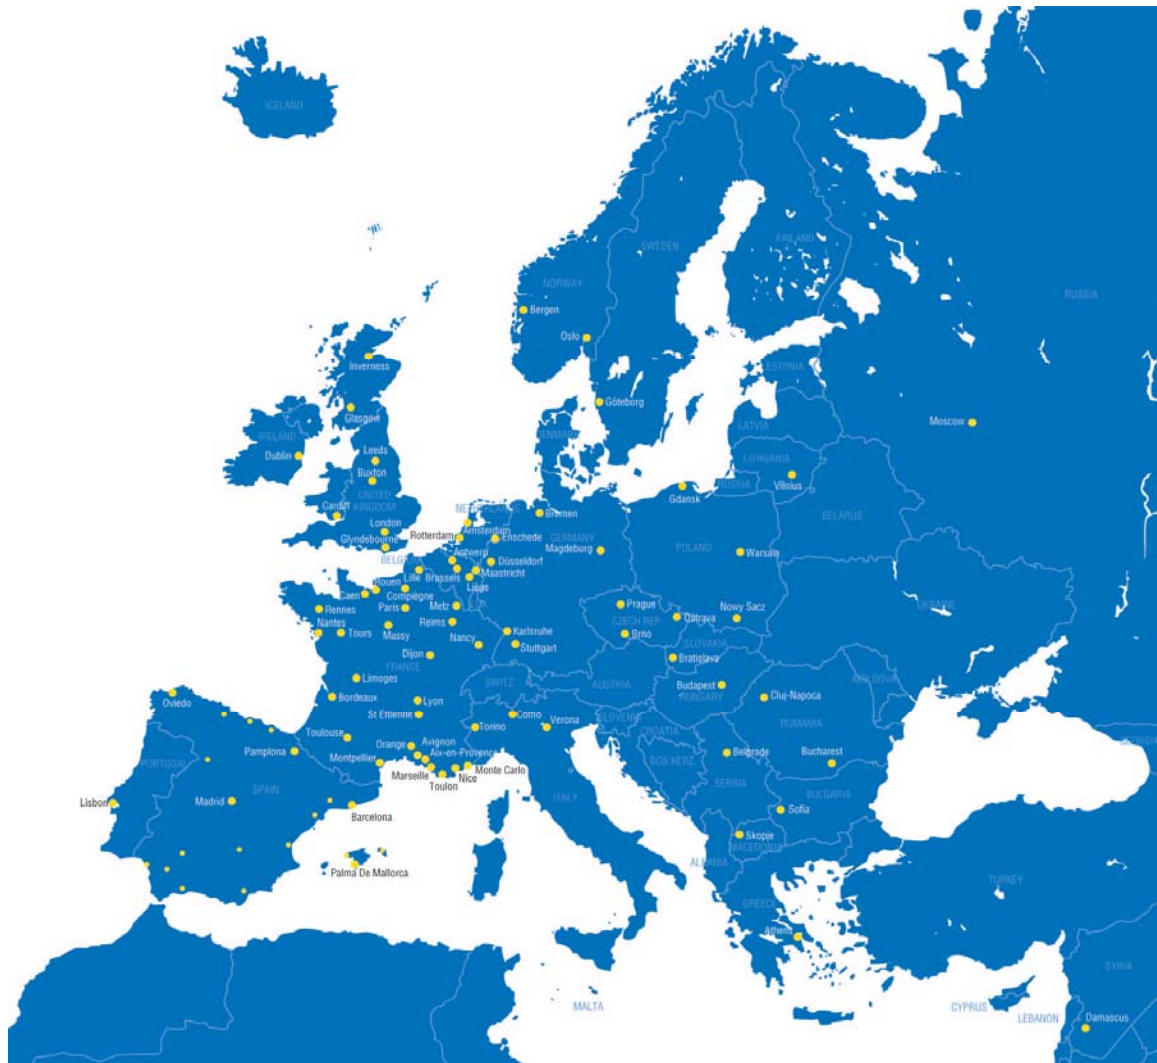 ICELAND
SWEDEN
FINLAND
NORWAY
RUSSIA
Bergen
Oslo
Inverness
ESTONIA
Göteborg
Glasgow
Moscow
LATVIA
IRELAND
DENMARK
Dublin
Leeds
LITHUANIA
Buxton
RUSSIA
Vilnius
UNITED
KINGDOM
Gdansk
Cardiff
NETHERLANDS
Bremen
BELARUS
London
Amsterdam
Rotterdam
Enschede
GERMANY
Glyndebourne
Magdeburg
POLAND
Warsaw
Antwerp
BELGIUM
Düsseldorf
Lille
Brussels
Maastricht
Rouen
Liège
Caen
Compiègne
LUX
Rennes
Paris
Metz
Prague
Nowy Sacz
UKRAINE
Nantes
Reims
CZECH REP
Ostrava
Tours
Massy
Karlsruhe
Brno
Nancy
Stuttgart
SLOVAKIA
Dijon
Bratislava
FRANCE
Limoges
SWITZ.
AUSTRIA
Budapest
HUNGARY
MOLDOVA
Oviedo
Bordeaux
Lyon
Cluj-Napoca
St Etienne
Como
Verona
SLOVENIA
ROMANIA
Torino
CROATIA
Toulouse
Orange
Avignon
GEORGIA
Pamplona
Aix-en-Provence
Belgrade
Bucharest
PORTUGAL
Montpellier
BOS.HERZ.
Marseille
Nice
Monte Carlo
Toulon
SERBIA
SPAIN
BULGARIA
Lisbon
Madrid
ITALY
Barcelona
Sofia
Skopje
MACEDONIA
ALBANIA
Palma De Mallorca
TURKEY
GREECE
Athens
SYRIA
MALTA
CYPRUS
LEBANON
Damascus